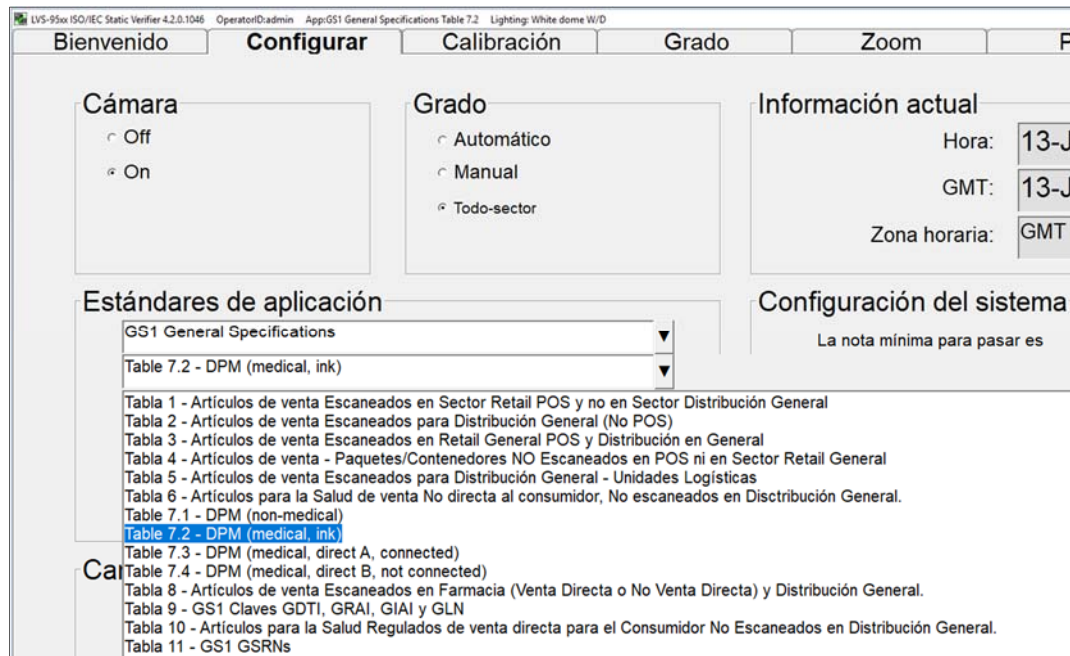 LVS-95xx ISO/IEC Static Verifier 4.2.0.1046 OperatorID:admin App:GS1 General Specifications Table 7.2 Lighting: White dome W/D
Bienvenido Configurar Calibración Grado Zoom
Cámara
Off
On
Grado
Automático
Manual
Todo-sector
Información actual
Hora: 13-J
GMT: 13-J
Zona horaria: GMT
Estándares de aplicación
GS1 General Specifications
Table 7.2 - DPM (medical, ink)
Configuración del sistema
La nota mínima para pasar es
Tabla 1 - Artículos de venta Escaneados en Sector Retail POS y no en Sector Distribución General
Tabla 2 - Artículos de venta Escaneados para Distribución General (No POS)
Tabla 3 - Artículos de venta Escaneados en Retail General POS y Distribución en General
Tabla 4 - Artículos de venta - Paquetes/Contenedores NO Escaneados en POS ni en Sector Retail General
Tabla 5 - Artículos de venta Escaneados para Distribución General - Unidades Logísticas
Tabla 6 - Artículos para la Salud de venta No directa al consumidor, No escaneados en Disctribución General.
Table 7.1 - DPM (non-medical)
Table 7.2 - DPM (medical, ink)
Table 7.3 - DPM (medical, direct A, connected)
Ca
Table 7.4 - DPM (medical, direct B, not connected)
Tabla 8 - Artículos de venta Escaneados en Farmacia (Venta Directa o No Venta Directa) y Distribución General.
Tabla 9 - GS1 Claves GDTI, GRAI, GIAI y GLN
Tabla 10 - Artículos para la Salud Regulados de venta directa para el Consumidor No Escaneados en Distribución General.
Tabla 11 - GS1 GSRNs